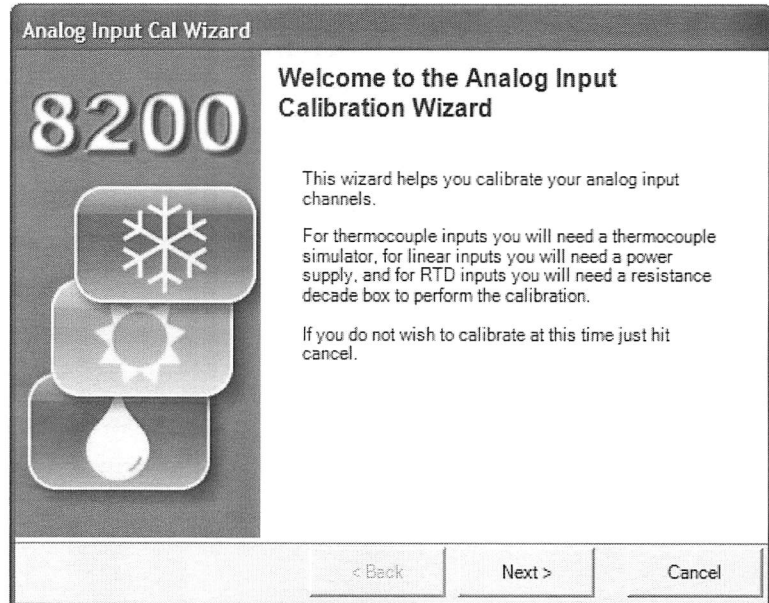 Analog Input Cal Wizard
8200
Welcome to the Analog Input
Calibration Wizard
This wizard helps you calibrate your analog input
channels.
For thermocouple inputs you will need a thermocouple
simulator, for linear inputs you will need a power
supply, and for RTD inputs you will need a resistance
decade box to perform the calibration.
If you do not wish to calibrate at this time just hit
cancel.
< Back
Next >
Cancel